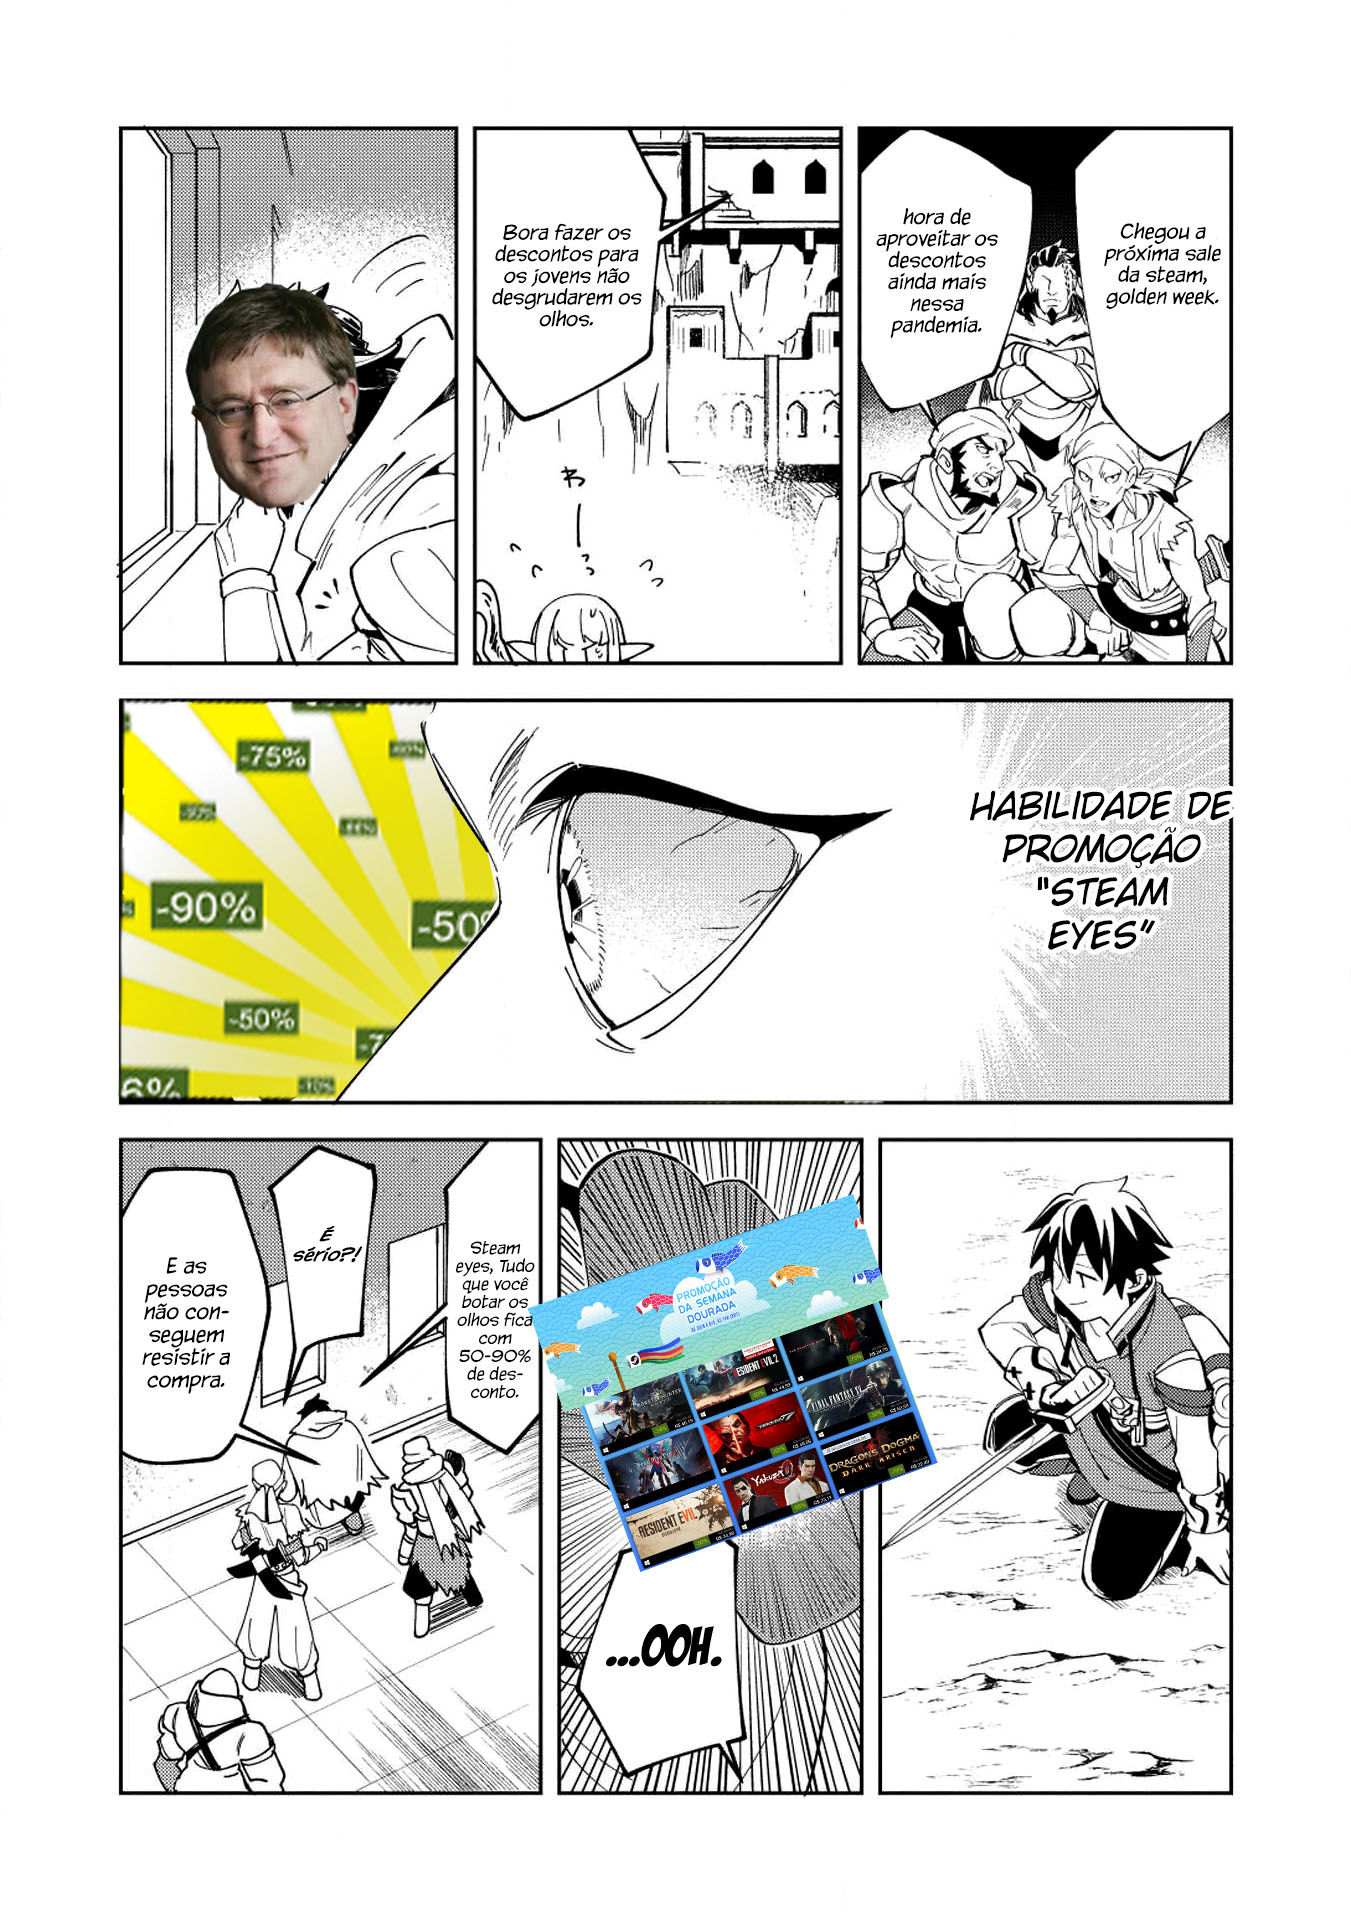 Chegou a
próxima sale
da steam,
golden week.
hora de
aproveitar os
descontos
ainda mais
nessa
pandemia.
Bora fazer os
descontos para
os jovens não
desgrudarem os
olhos.
HABILIDADE DE
PROMOÇÃO
"STEAM
EYES"
-75%
-90%
-50
-50%
6%
PROMOÇÃO
DA SEMANA
DOURADA
RESIDENT EVIL 2
FINAL FANTASY XV
TEKKEN 7
DRAGON'S DOGMA
DARK ARISEN
Yakuza 0
RESIDENT EVIL
...OOH.
Steam
eyes, Tudo
que você
botar os
olhos fica
com
50-90%
de des-
conto.
É
sério?!
E as
pessoas
não con-
seguem
resistir a
compra.